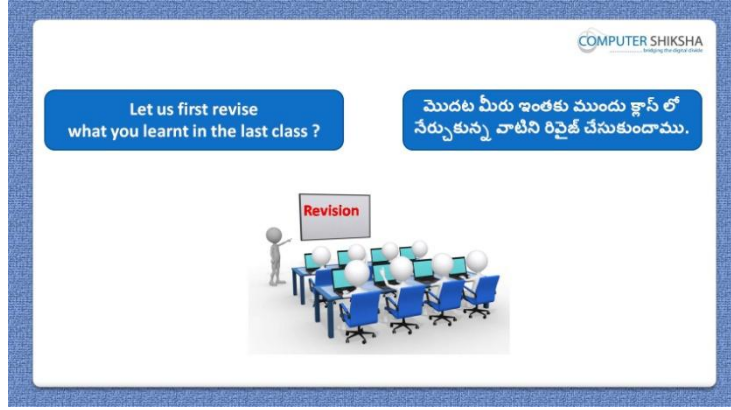 COMPUTER SHIKSHA
bridging the digital divide
Let us first revise
what you learnt in the last class ?
మొదట మీరు ఇంతకు ముందు క్లాస్ లో
నేర్చుకున్న వాటిని రివైజ్ చేసుకుందాము.
Revision